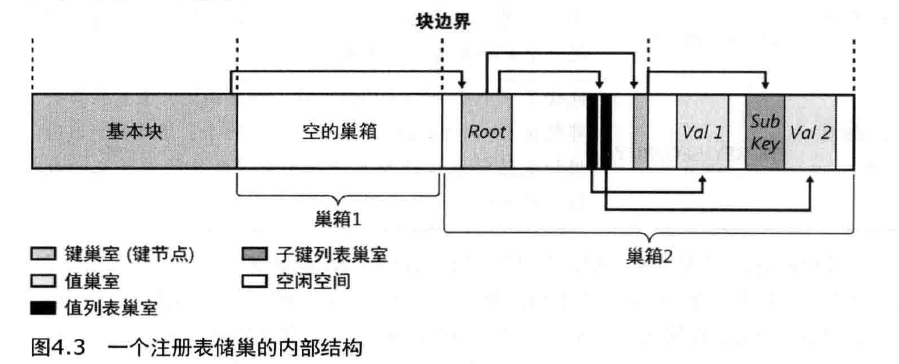 块边界
基本块
空的巢箱
Root
Val 1
Sub
Key
Val 2
巢箱1
巢箱2
键巢室 (键节点)
子键列表巢室
值巢室
空闲空间
值列表巢室
图4.3 一个注册表储巢的内部结构